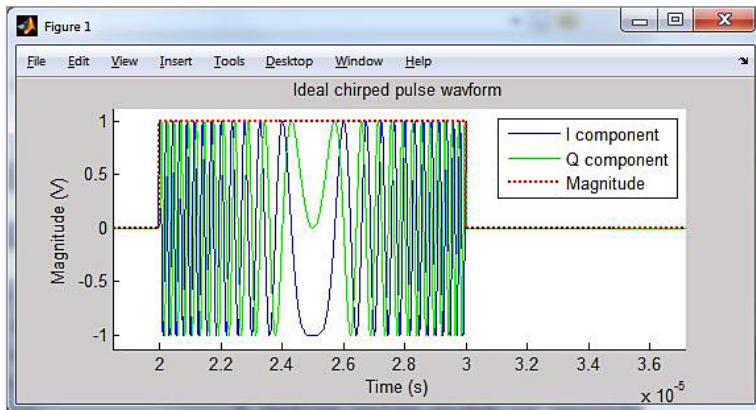 Figure 1
File Edit View Insert Tools Desktop Window Help
Ideal chirped pulse wavform
Magnitude (V)
1
0.5
0
-0.5
-1
I component
Q component
Magnitude
2 2.2 2.4 2.6 2.8 3 3.2 3.4 3.6
Time (s)
x 10⁻⁵